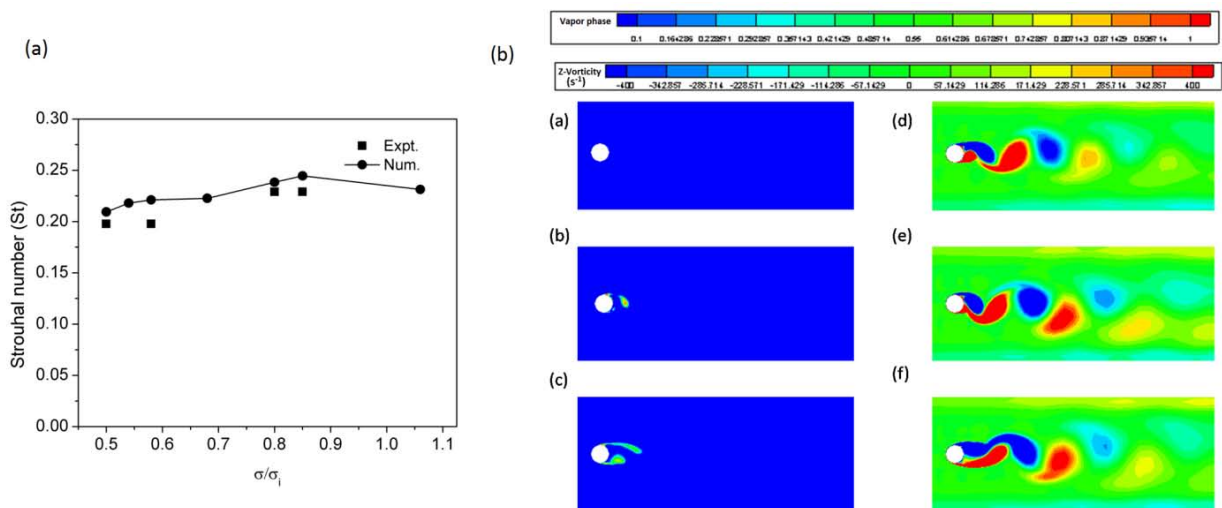 (a)
Strouhal number (St)
0.30
0.25
0.20
0.15
0.10
0.05
0.00
Expt.
Num.
0.5 0.6 0.7 0.8 0.9 1.0 1.1
σ/σi
(b)
Vapor phase
0.1 1
Z-Vorticity
(s-1)
-400 -342.857 -285.714 -228.571 -171.429 -114.286 -57.1429 0 57.1429 114.286 171.429 228.571 285.714 342.857 400
(a)
(d)
(b)
(e)
(c)
(f)